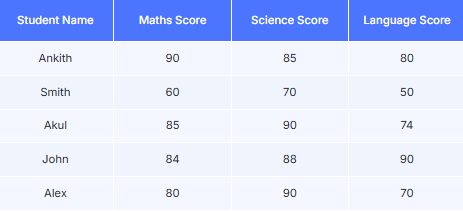 Student Name Maths Score Science Score Language Score
Ankith 90 85 80
Smith 60 70 50
Akul 85 90 74
John 84 88 90
Alex 80 90 70